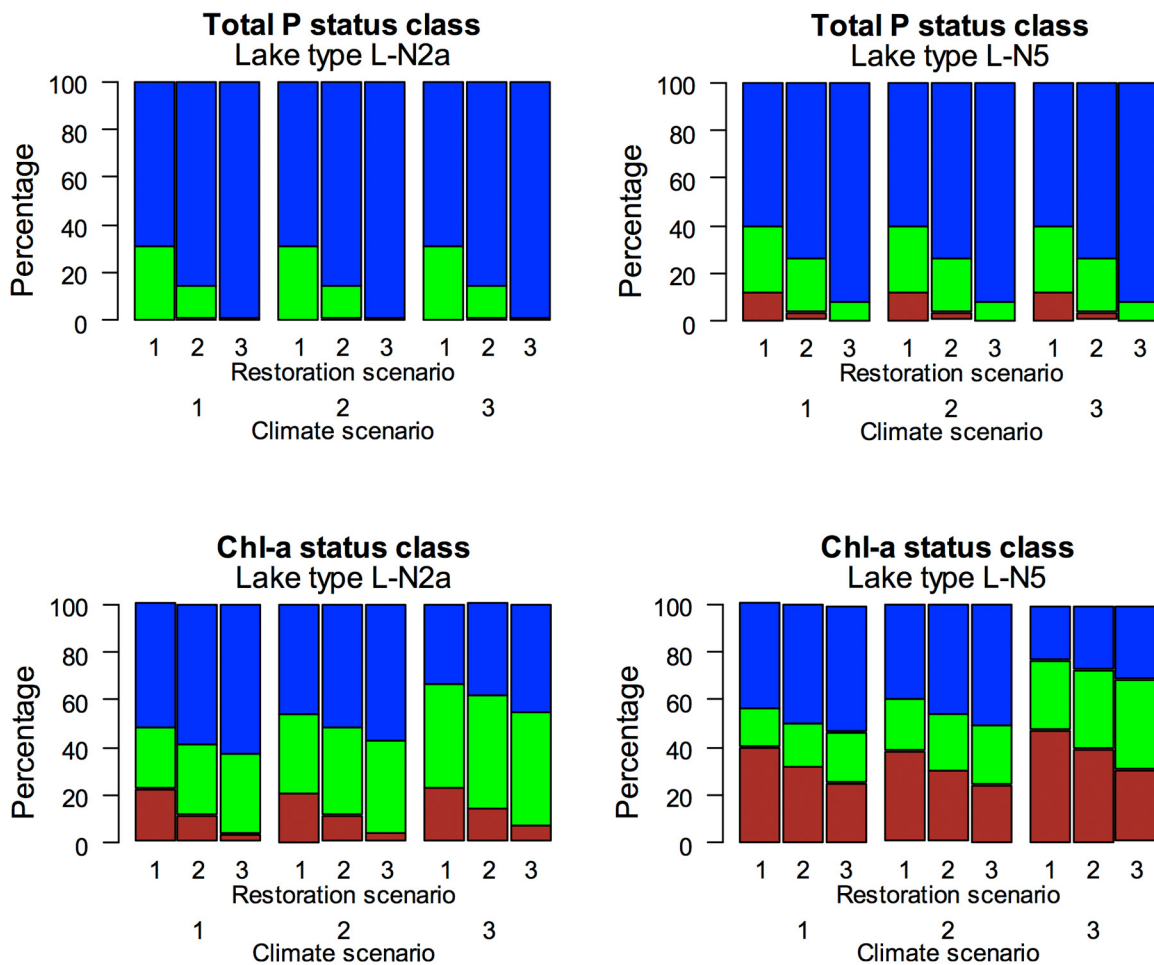 Total P status class
Lake type L-N2a
100
80
60
40
20
0
Percentage
1 2 3 1 2 3 1 2 3
Restoration scenario
1 2 3
Climate scenario
Total P status class
Lake type L-N5
100
80
60
40
20
0
Percentage
1 2 3 1 2 3 1 2 3
Restoration scenario
1 2 3
Climate scenario
Chl-a status class
Lake type L-N2a
100
80
60
40
20
0
Percentage
1 2 3 1 2 3 1 2 3
Restoration scenario
1 2 3
Climate scenario
Chl-a status class
Lake type L-N5
100
80
60
40
20
0
Percentage
1 2 3 1 2 3 1 2 3
Restoration scenario
1 2 3
Climate scenario